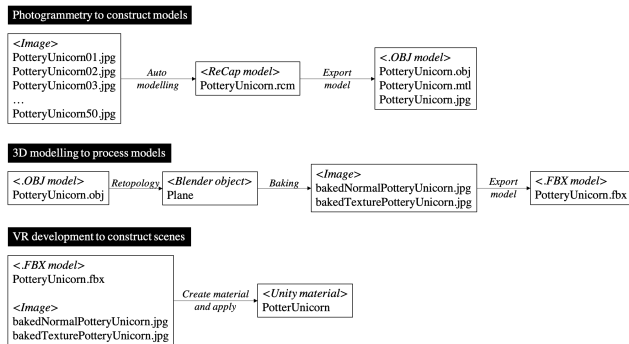 Photogrammetry to construct models
<Image>
PotteryUnicorn01.jpg
PotteryUnicorn02.jpg
PotteryUnicorn03.jpg
…
PotteryUnicorn50.jpg
Auto
modelling
<ReCap model>
PotteryUnicorn.rcm
Export
model
<.OBJ model>
PotteryUnicorn.obj
PotteryUnicorn.mtl
PotteryUnicorn.jpg
3D modelling to process models
<.OBJ model>
PotteryUnicorn.obj
Retopology
<Blender object>
Plane
Baking
<Image>
bakedNormalPotteryUnicorn.jpg
bakedTexturePotteryUnicorn.jpg
Export
model
<.FBX model>
PotteryUnicorn.fbx
VR development to construct scenes
<.FBX model>
PotteryUnicorn.fbx
<Image>
bakedNormalPotteryUnicorn.jpg
bakedTexturePotteryUnicorn.jpg
Create material
and apply
<Unity material>
PotterUnicorn